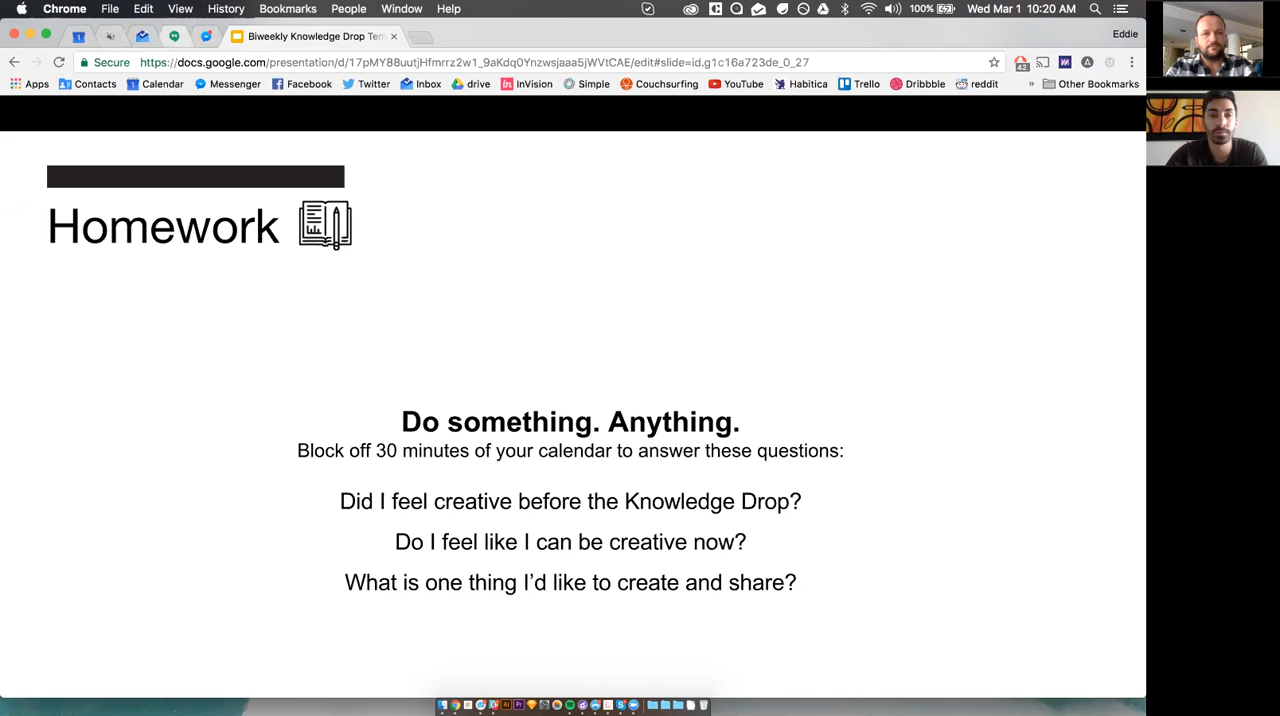 Chrome File Edit View History Bookmarks People Window Help 100% Wed Mar 1 10:20 AM
Biweekly Knowledge Drop Tem Eddie
Secure https://docs.google.com/presentation/d/17pMY88uutjHfmrrz2w1_9aKdq0Ynzwsjaaa5jWVtCAE/edit#slide=id.g1c16a723de_0_27 42
Apps Contacts Calendar Messenger Facebook Twitter Inbox drive InVision Simple Couchsurfing YouTube Habitica Trello Dribbble reddit » Other Bookmarks
Homework
Do something. Anything.
Block off 30 minutes of your calendar to answer these questions:
Did I feel creative before the Knowledge Drop?
Do I feel like I can be creative now?
What is one thing I'd like to create and share?